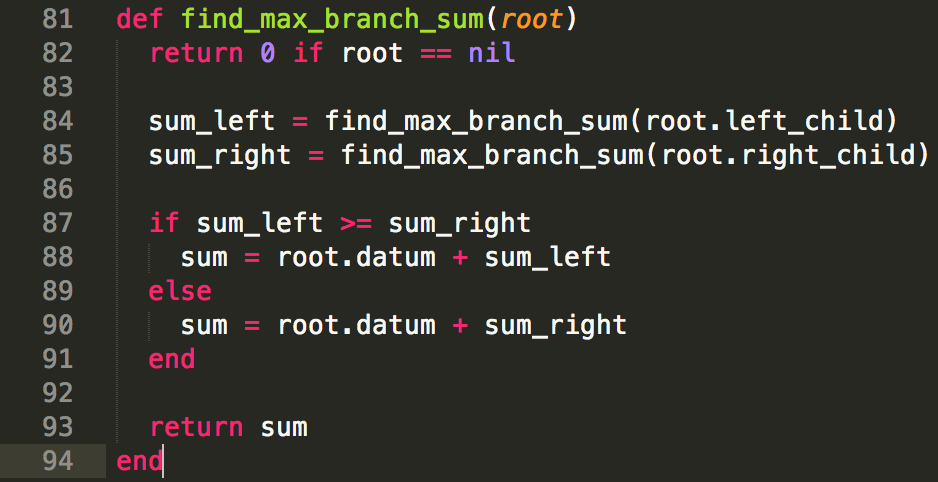 81 def find_max_branch_sum(root)
82 return 0 if root == nil
83
84 sum_left = find_max_branch_sum(root.left_child)
85 sum_right = find_max_branch_sum(root.right_child)
86
87 if sum_left >= sum_right
88 sum = root.datum + sum_left
89 else
90 sum = root.datum + sum_right
91 end
92
93 return sum
94 end